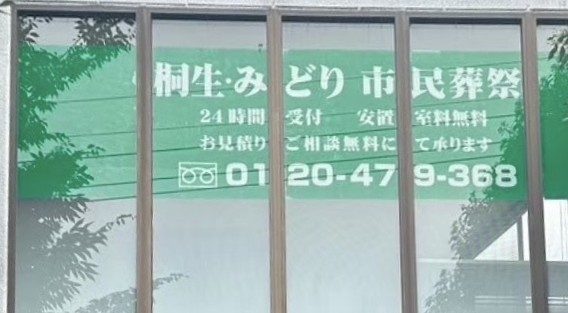 桐生·みどり 市民葬祭
24時間 受付 安置室料無料
お見積り ご相談無料にて承ります
0120-479-368